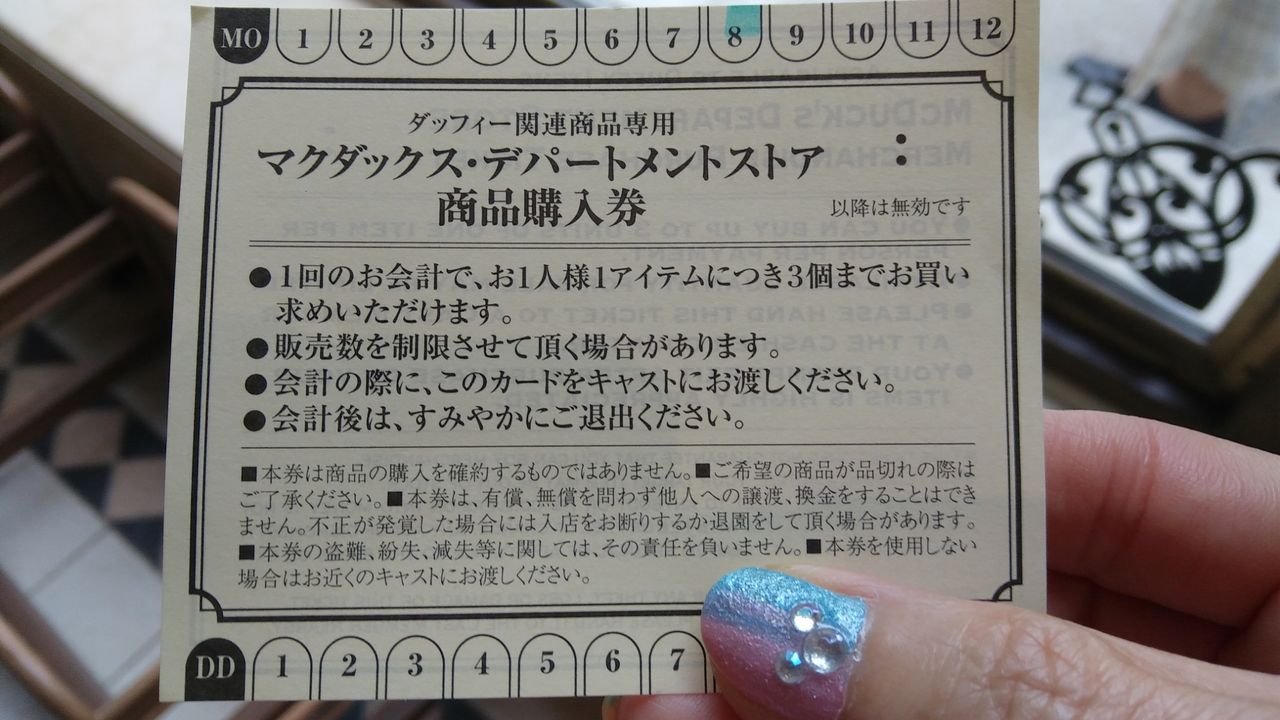 MO 1 2 3 4 5 6 7 8 9 10 11 12
ダッフィー関連商品専用
マクダックス・デパートメントストア :
商品購入券
以降は無効です
●1回のお会計で、お1人様1アイテムにつき3個までお買い
求めいただけます。
●販売数を制限させて頂く場合があります。
●会計の際に、このカードをキャストにお渡しください。
●会計後は、すみやかにご退出ください。
■本券は商品の購入を確約するものではありません。■ご希望の商品が品切れの際は
ご了承ください。■本券は、有償、無償を問わず他人への譲渡、換金をすることはでき
ません。不正が発覚した場合には入店をお断りするか退園をして頂く場合があります。
■本券の盗難、紛失、滅失等に関しては、その責任を負いません。■本券を使用しない
場合はお近くのキャストにお渡しください。
DD 1 2 3 4 5 6 7